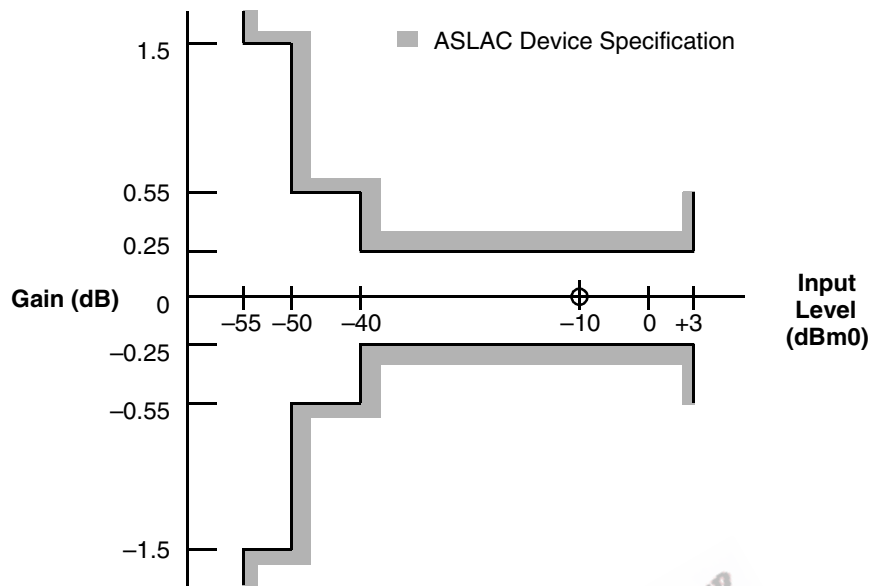 ASLAC Device Specification
1.5
0.55
0.25
Gain (dB)
0
–55
–50
–40
–10
0
+3
Input
Level
(dBm0)
–0.25
–0.55
–1.5